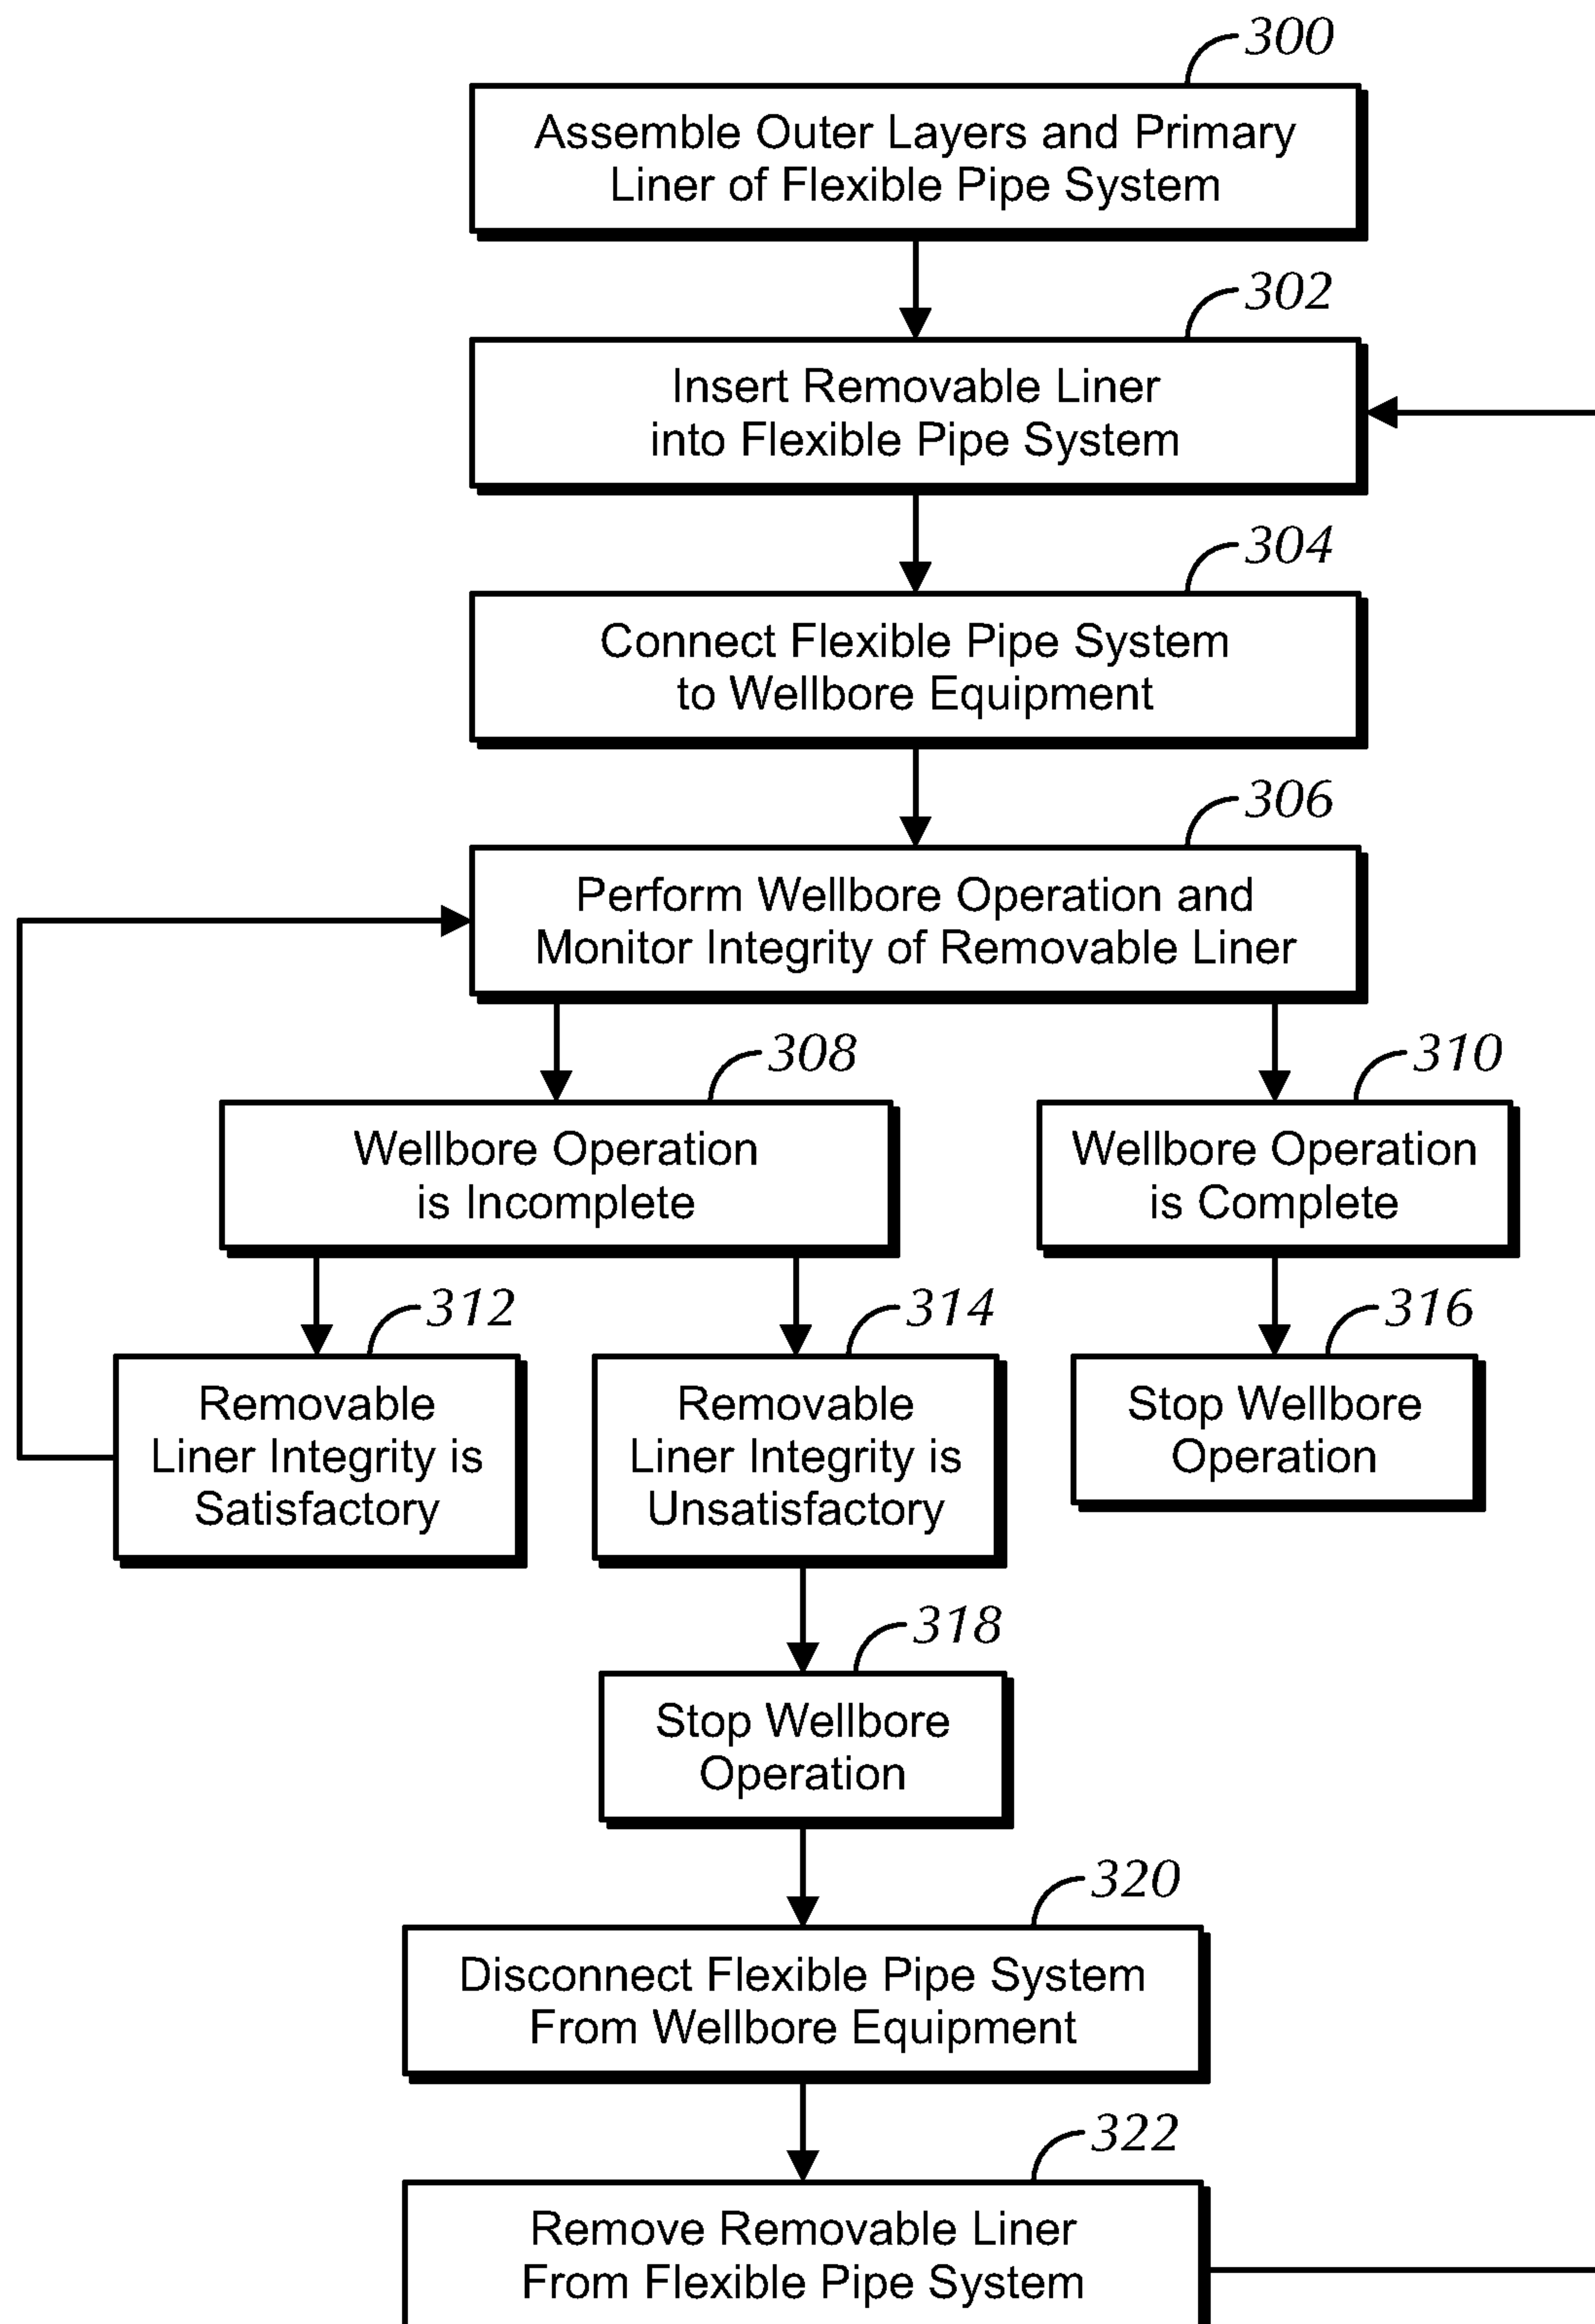 300
Assemble Outer Layers and Primary
Liner of Flexible Pipe System
302
Insert Removable Liner
into Flexible Pipe System
304
Connect Flexible Pipe System
to Wellbore Equipment
306
Perform Wellbore Operation and
Monitor Integrity of Removable Liner
308
Wellbore Operation
is Incomplete
310
Wellbore Operation
is Complete
312
Removable
Liner Integrity is
Satisfactory
314
Removable
Liner Integrity is
Unsatisfactory
316
Stop Wellbore
Operation
318
Stop Wellbore
Operation
320
Disconnect Flexible Pipe System
From Wellbore Equipment
322
Remove Removable Liner
From Flexible Pipe System